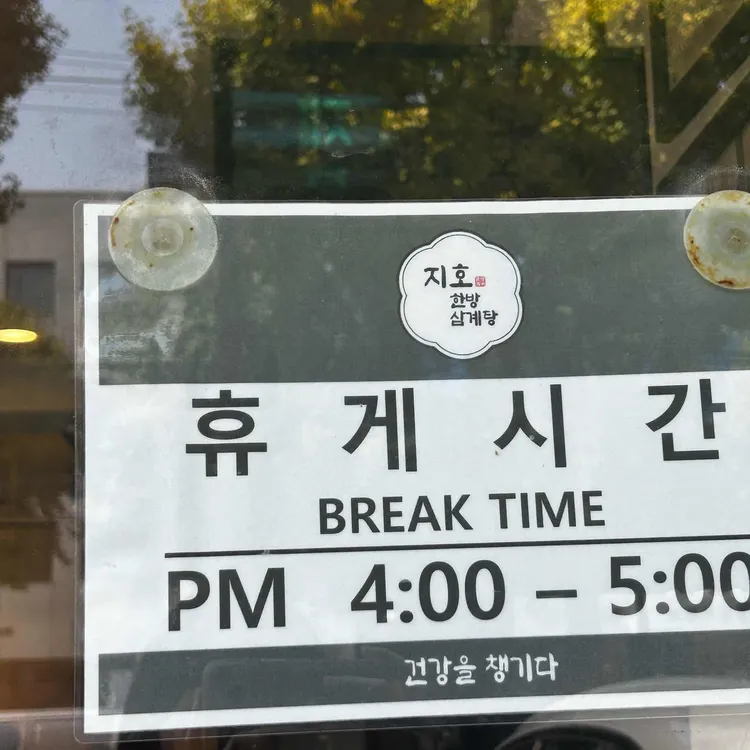 지호
한방
삼계탕
휴게시간
BREAK TIME
PM 4:00 – 5:00
건강을 챙기다